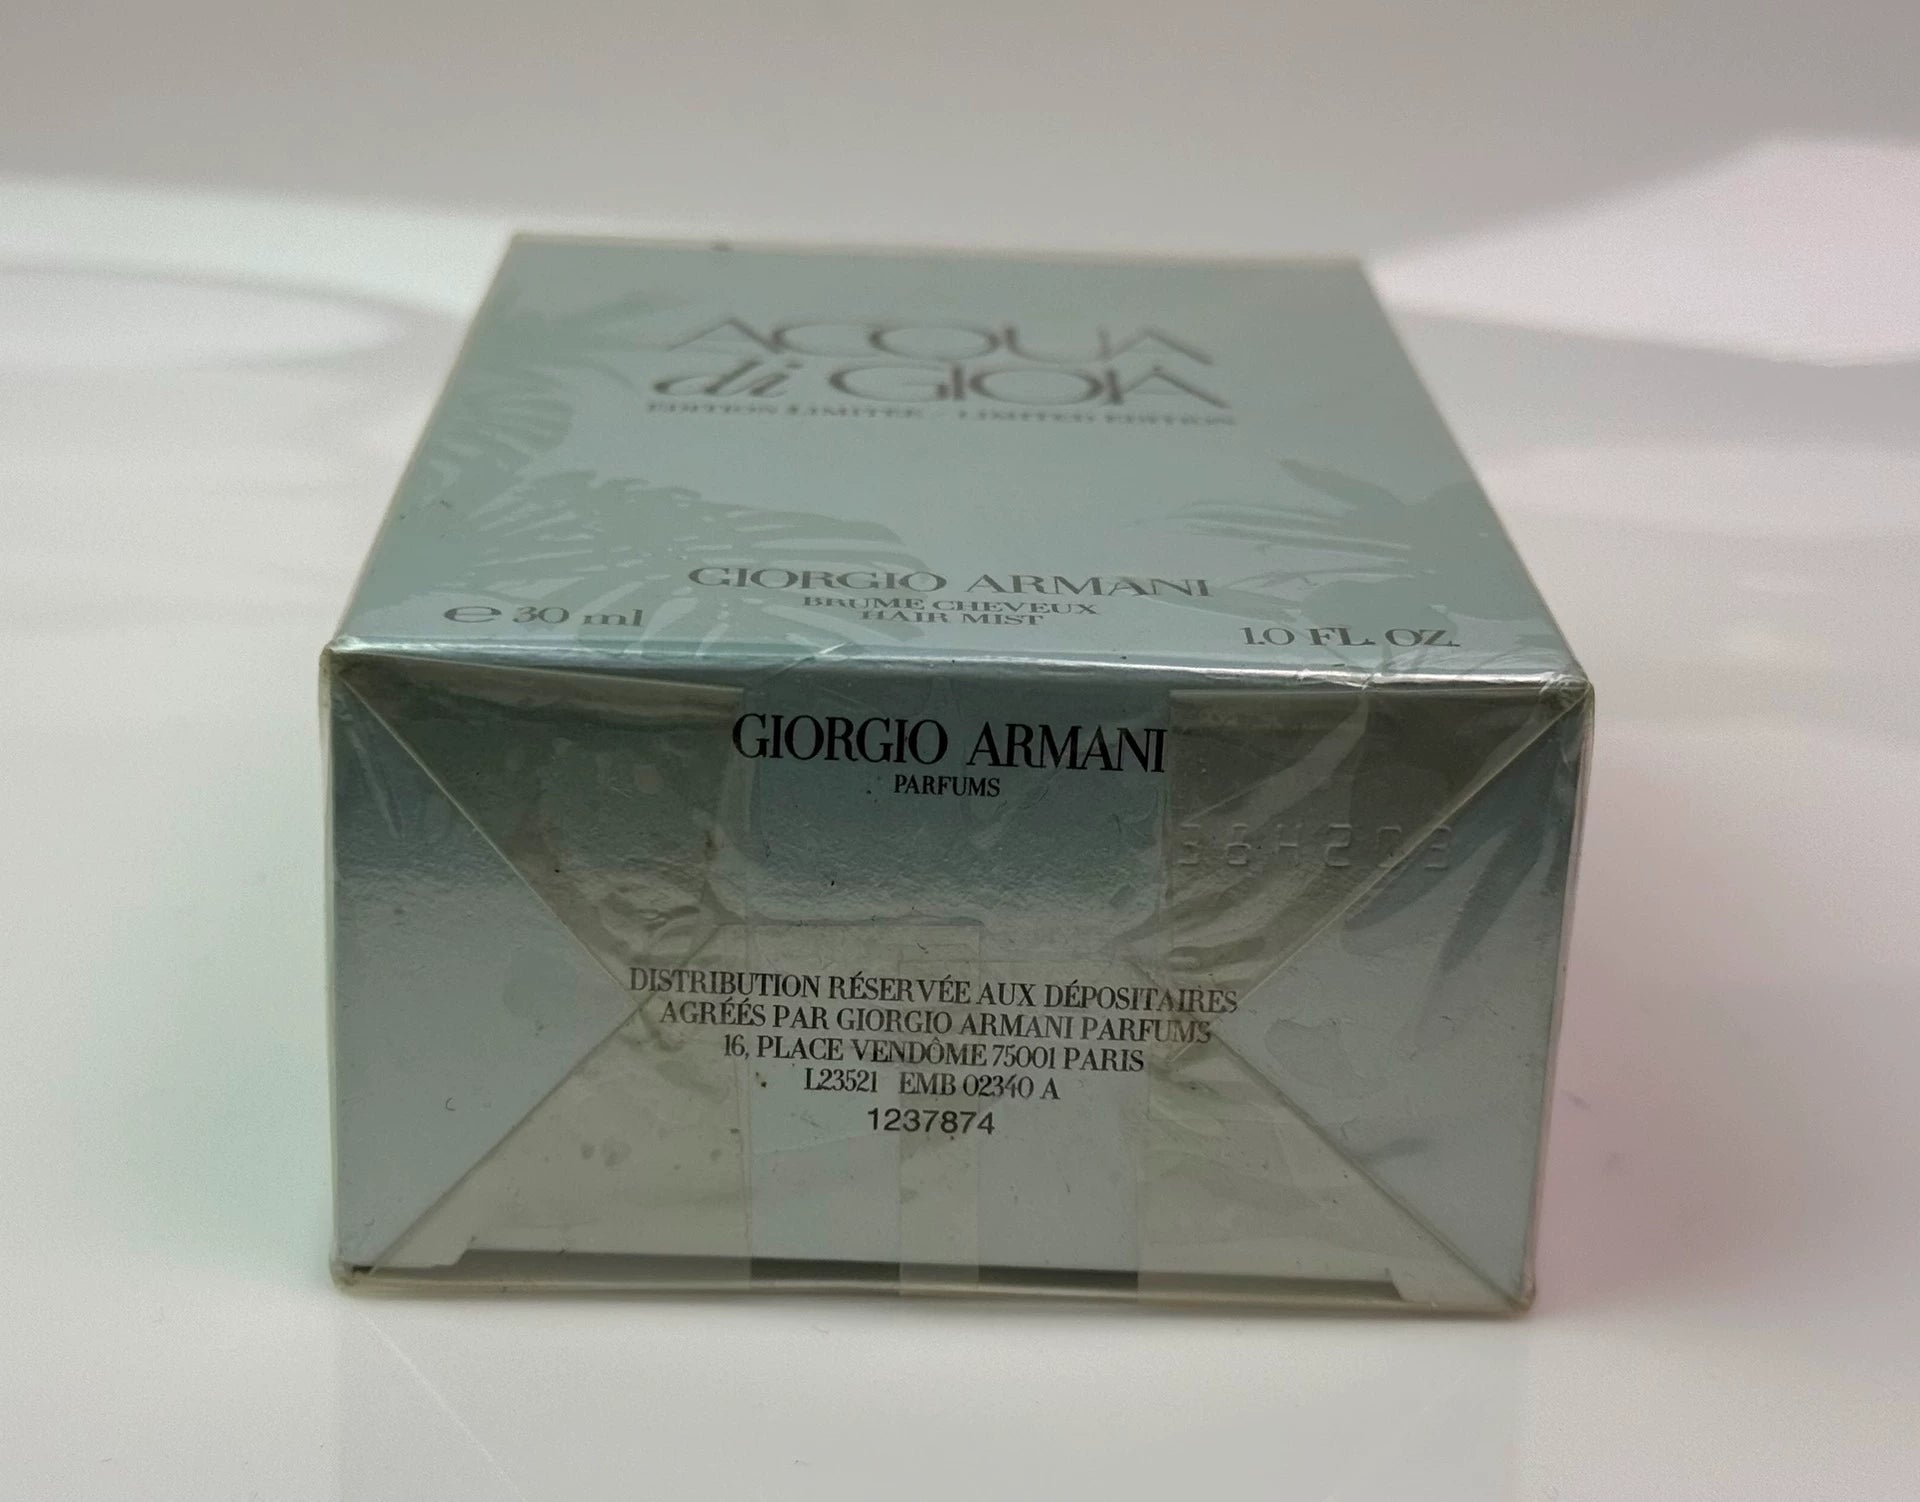 ACQUA
di GIOIA
EDITION LIMITÉE / LIMITED EDITION
GIORGIO ARMANI
BRUME CHEVEUX
HAIR MIST
e 30 ml
1.0 FL. OZ.
GIORGIO ARMANI
PARFUMS
DISTRIBUTION RÉSERVÉE AUX DÉPOSITAIRES
AGRÉÉS PAR GIORGIO ARMANI PARFUMS
16, PLACE VENDÔME 75001 PARIS
L23521 EMB 02340 A
1237874